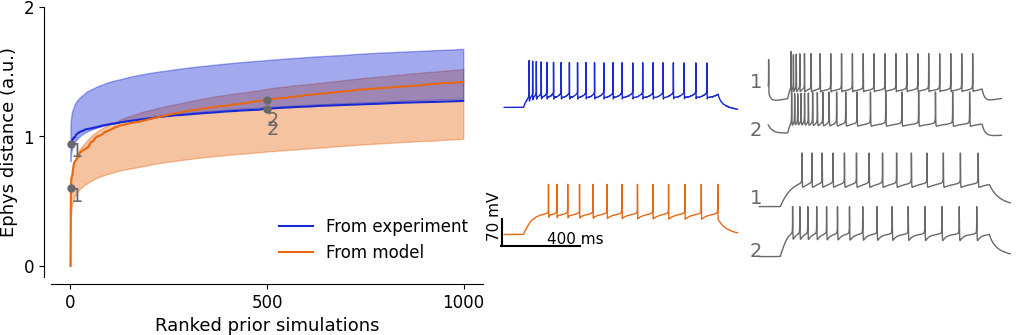 2
1
0
Ephys distance (a.u.)
1
1
2
2
From experiment
From model
0
500
1000
Ranked prior simulations
70 mV
400 ms
1
2
1
2